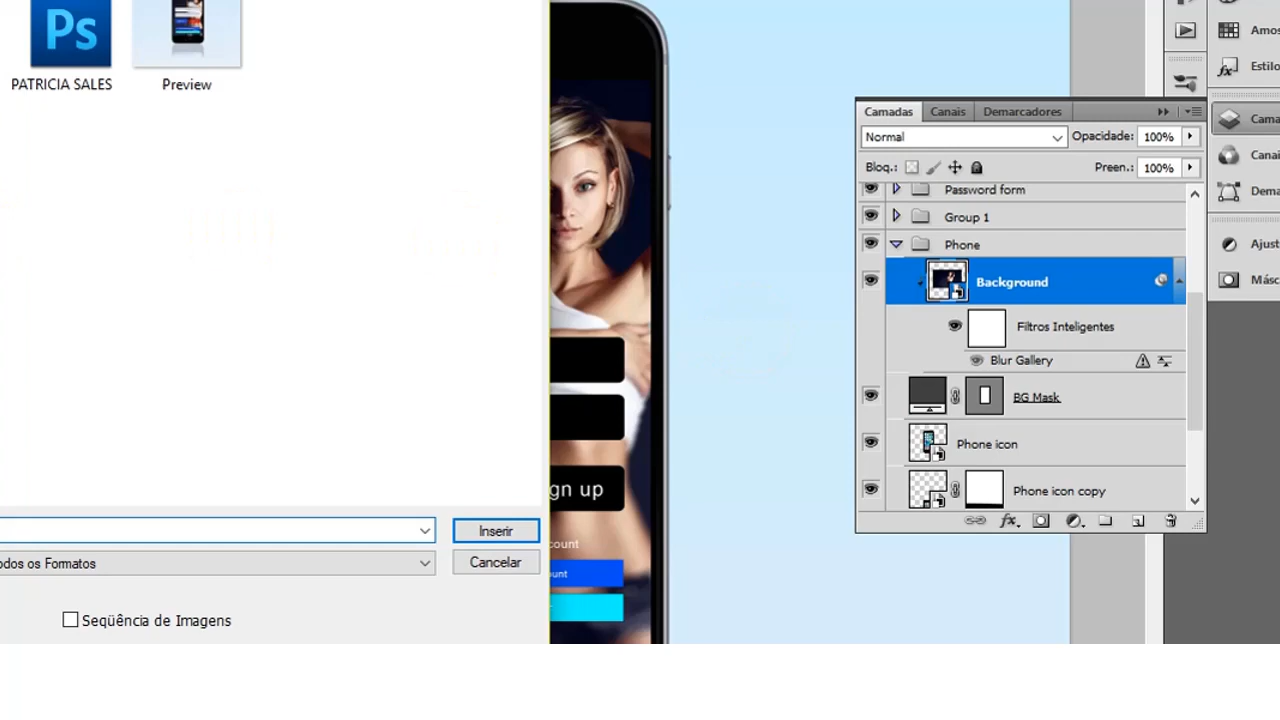 Ps
PATRICIA SALES
Preview
Inserir
odos os Formatos
Cancelar
Seqüência de Imagens
gn up
count
unt
Camadas
Canais
Demarcadores
Normal
Opacidade: 100%
Bloq.:
Preen.: 100%
Password form
Group 1
Phone
Background
Filtros Inteligentes
Blur Gallery
BG Mask
Phone icon
Phone icon copy
fx
Amos
Estilo
Cama
Canai
Dema
Ajust
Másc